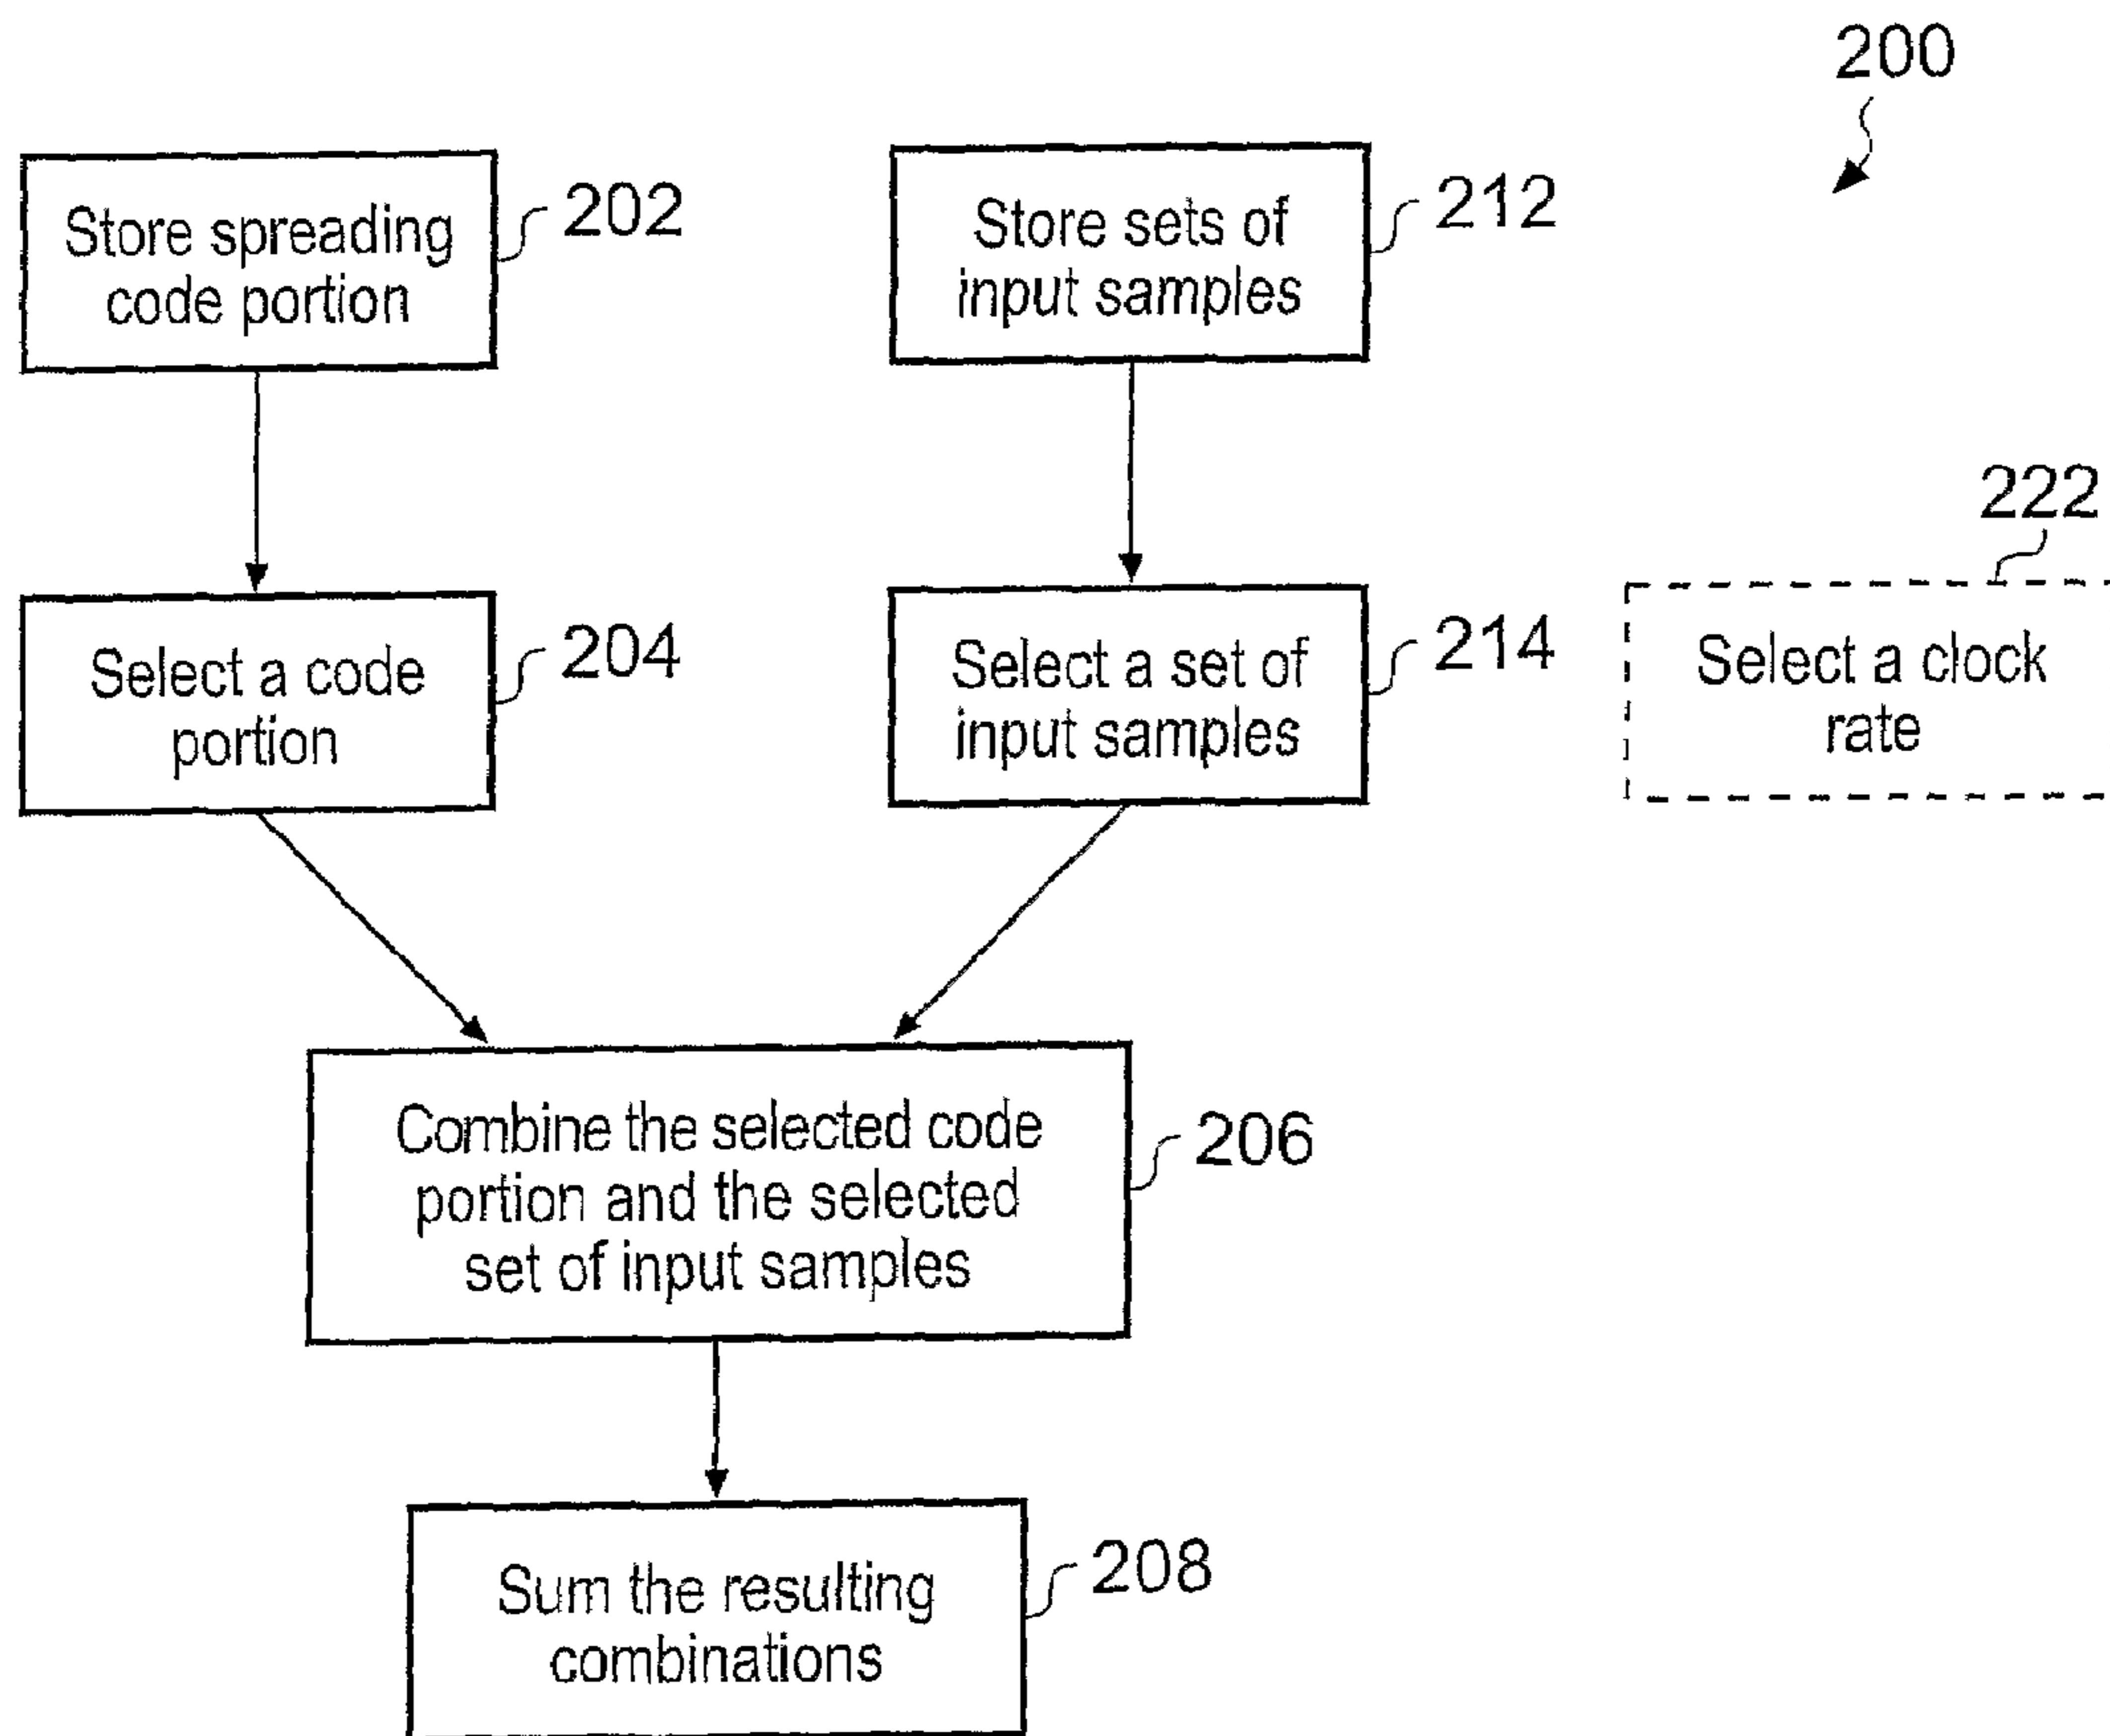 200
Store spreading
code portion
202
Store sets of
input samples
212
Select a code
portion
204
Select a set of
input samples
214
222
Select a clock
rate
Combine the selected code
portion and the selected
set of input samples
206
Sum the resulting
combinations
208